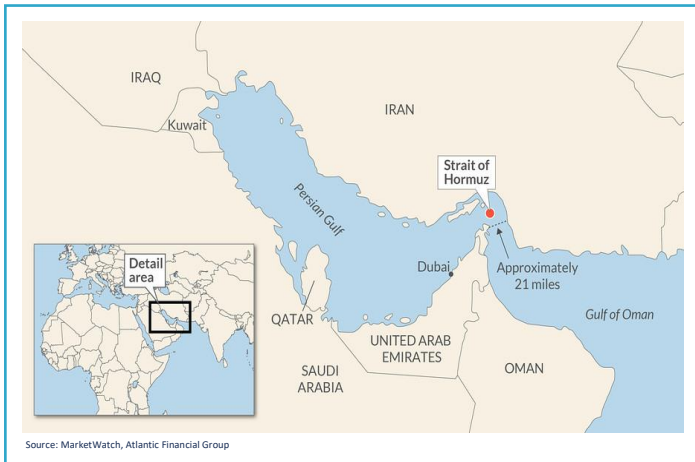 IRAQ
IRAN
Kuwait
Strait of
Hormuz
Persian Gulf
Detail
area
Dubai
Approximately
21 miles
Gulf of Oman
QATAR
UNITED ARAB
EMIRATES
SAUDI
ARABIA
OMAN
Source: MarketWatch, Atlantic Financial Group